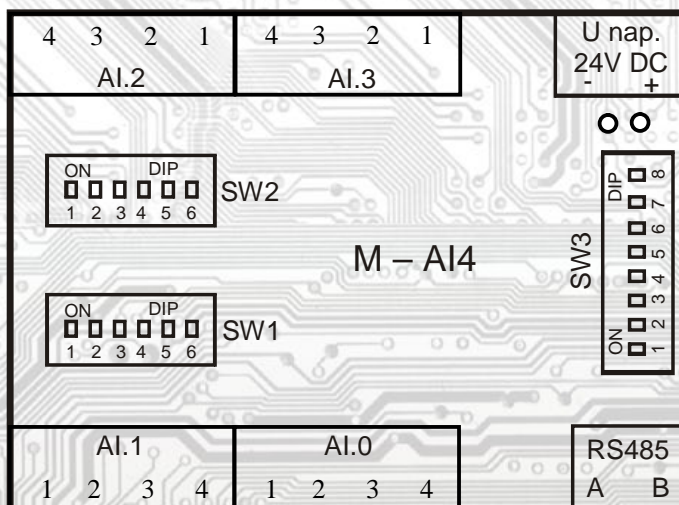 4 3 2 1 4 3 2 1
AI.2 AI.3
U nap.
24V DC
- +
ON DIP
1 2 3 4 5 6
SW2
DIP
8
7
6
5
4
3
2
1
ON
SW3
M – AI4
ON DIP
1 2 3 4 5 6
SW1
AI.1 AI.0
1 2 3 4 1 2 3 4
RS485
A B